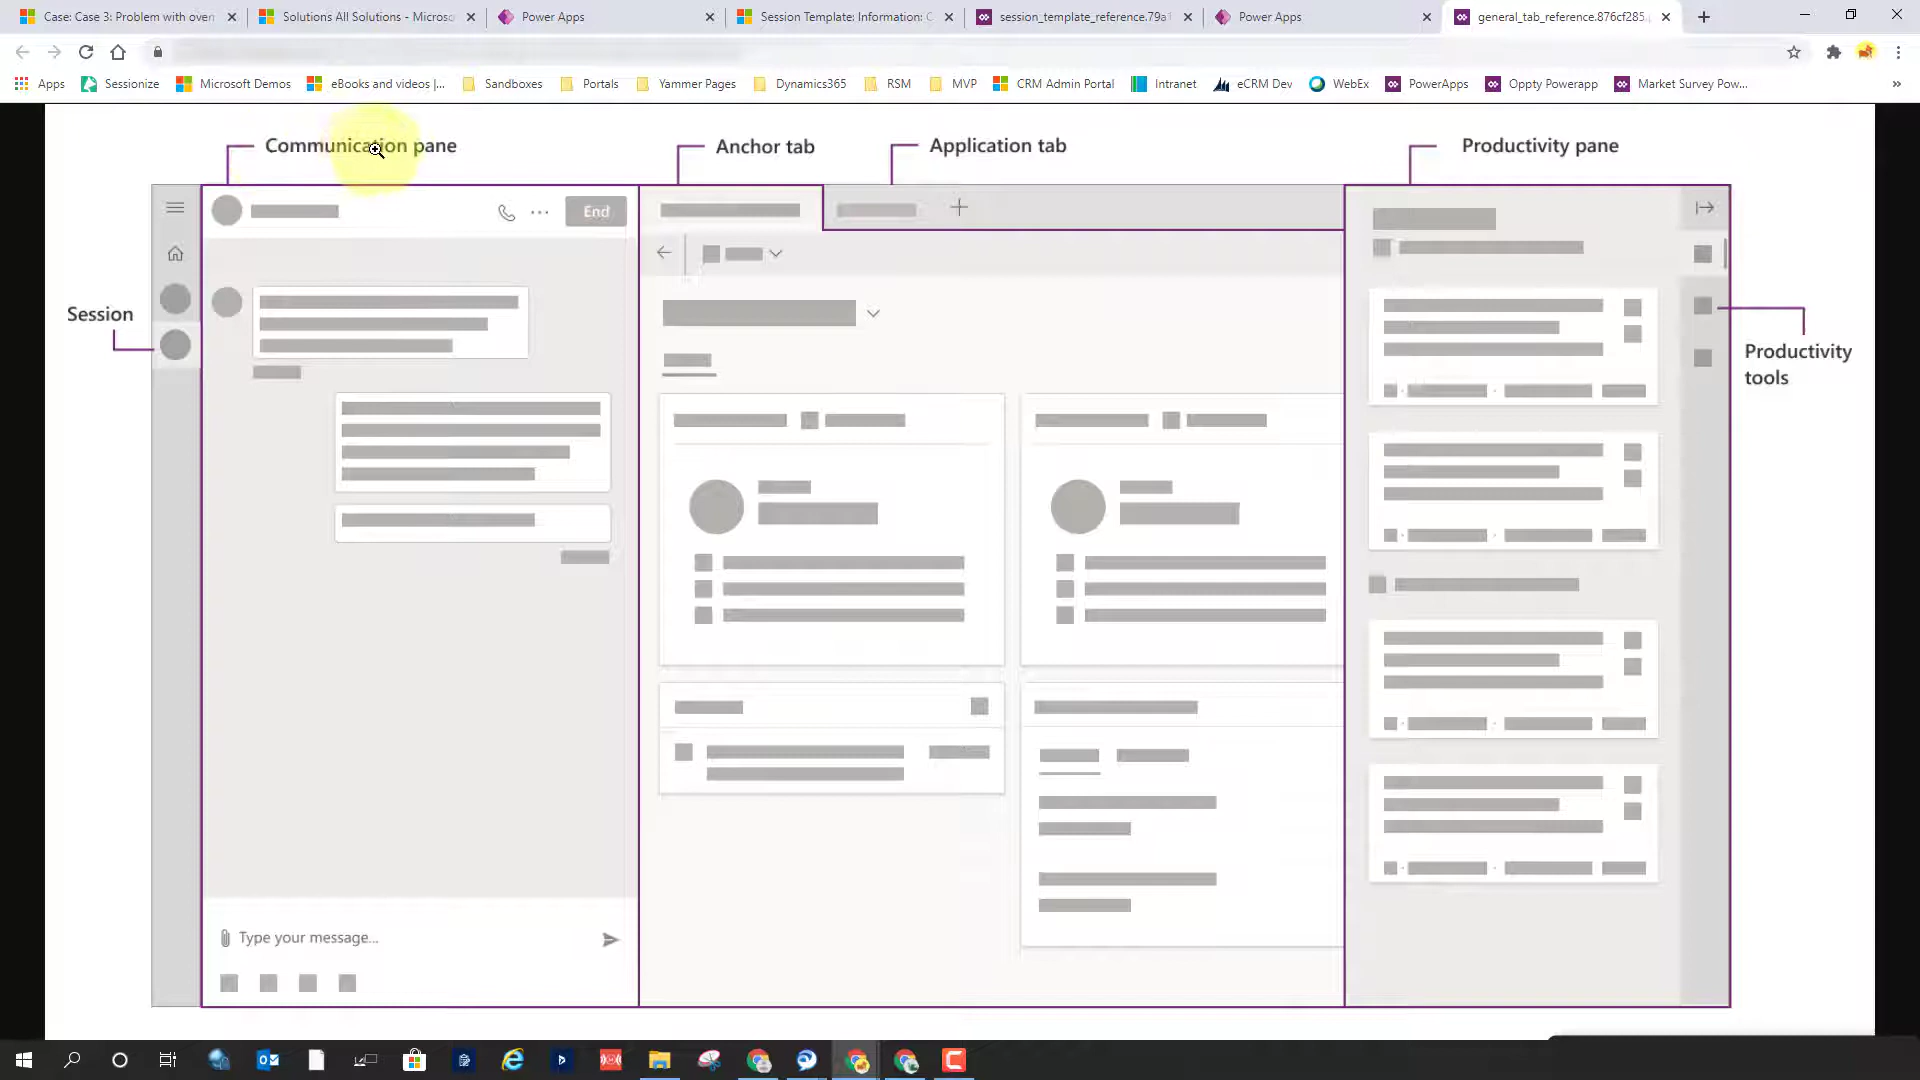 Case: Case 3: Problem with over
Solutions All Solutions - Microso
Power Apps
Session Template: Information: C
session_template_reference.79a1
Power Apps
general_tab_reference.876cf285.
Apps
Sessionize
Microsoft Demos
eBooks and videos |...
Sandboxes
Portals
Yammer Pages
Dynamics365
RSM
MVP
CRM Admin Portal
Intranet
eCRM Dev
WebEx
PowerApps
Oppty Powerapp
Market Survey Pow...
»
Communication pane
Anchor tab
Application tab
Productivity pane
End
Session
Productivity
tools
Type your message...